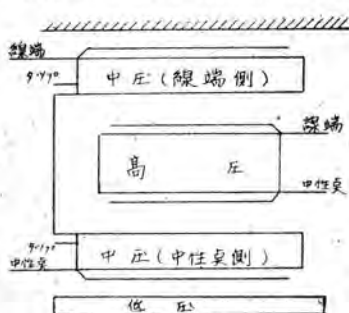 線端
タップ
中圧(線端側)
線端
高 圧
中性点
タップ
中性点
中圧(中性点側)
低 圧